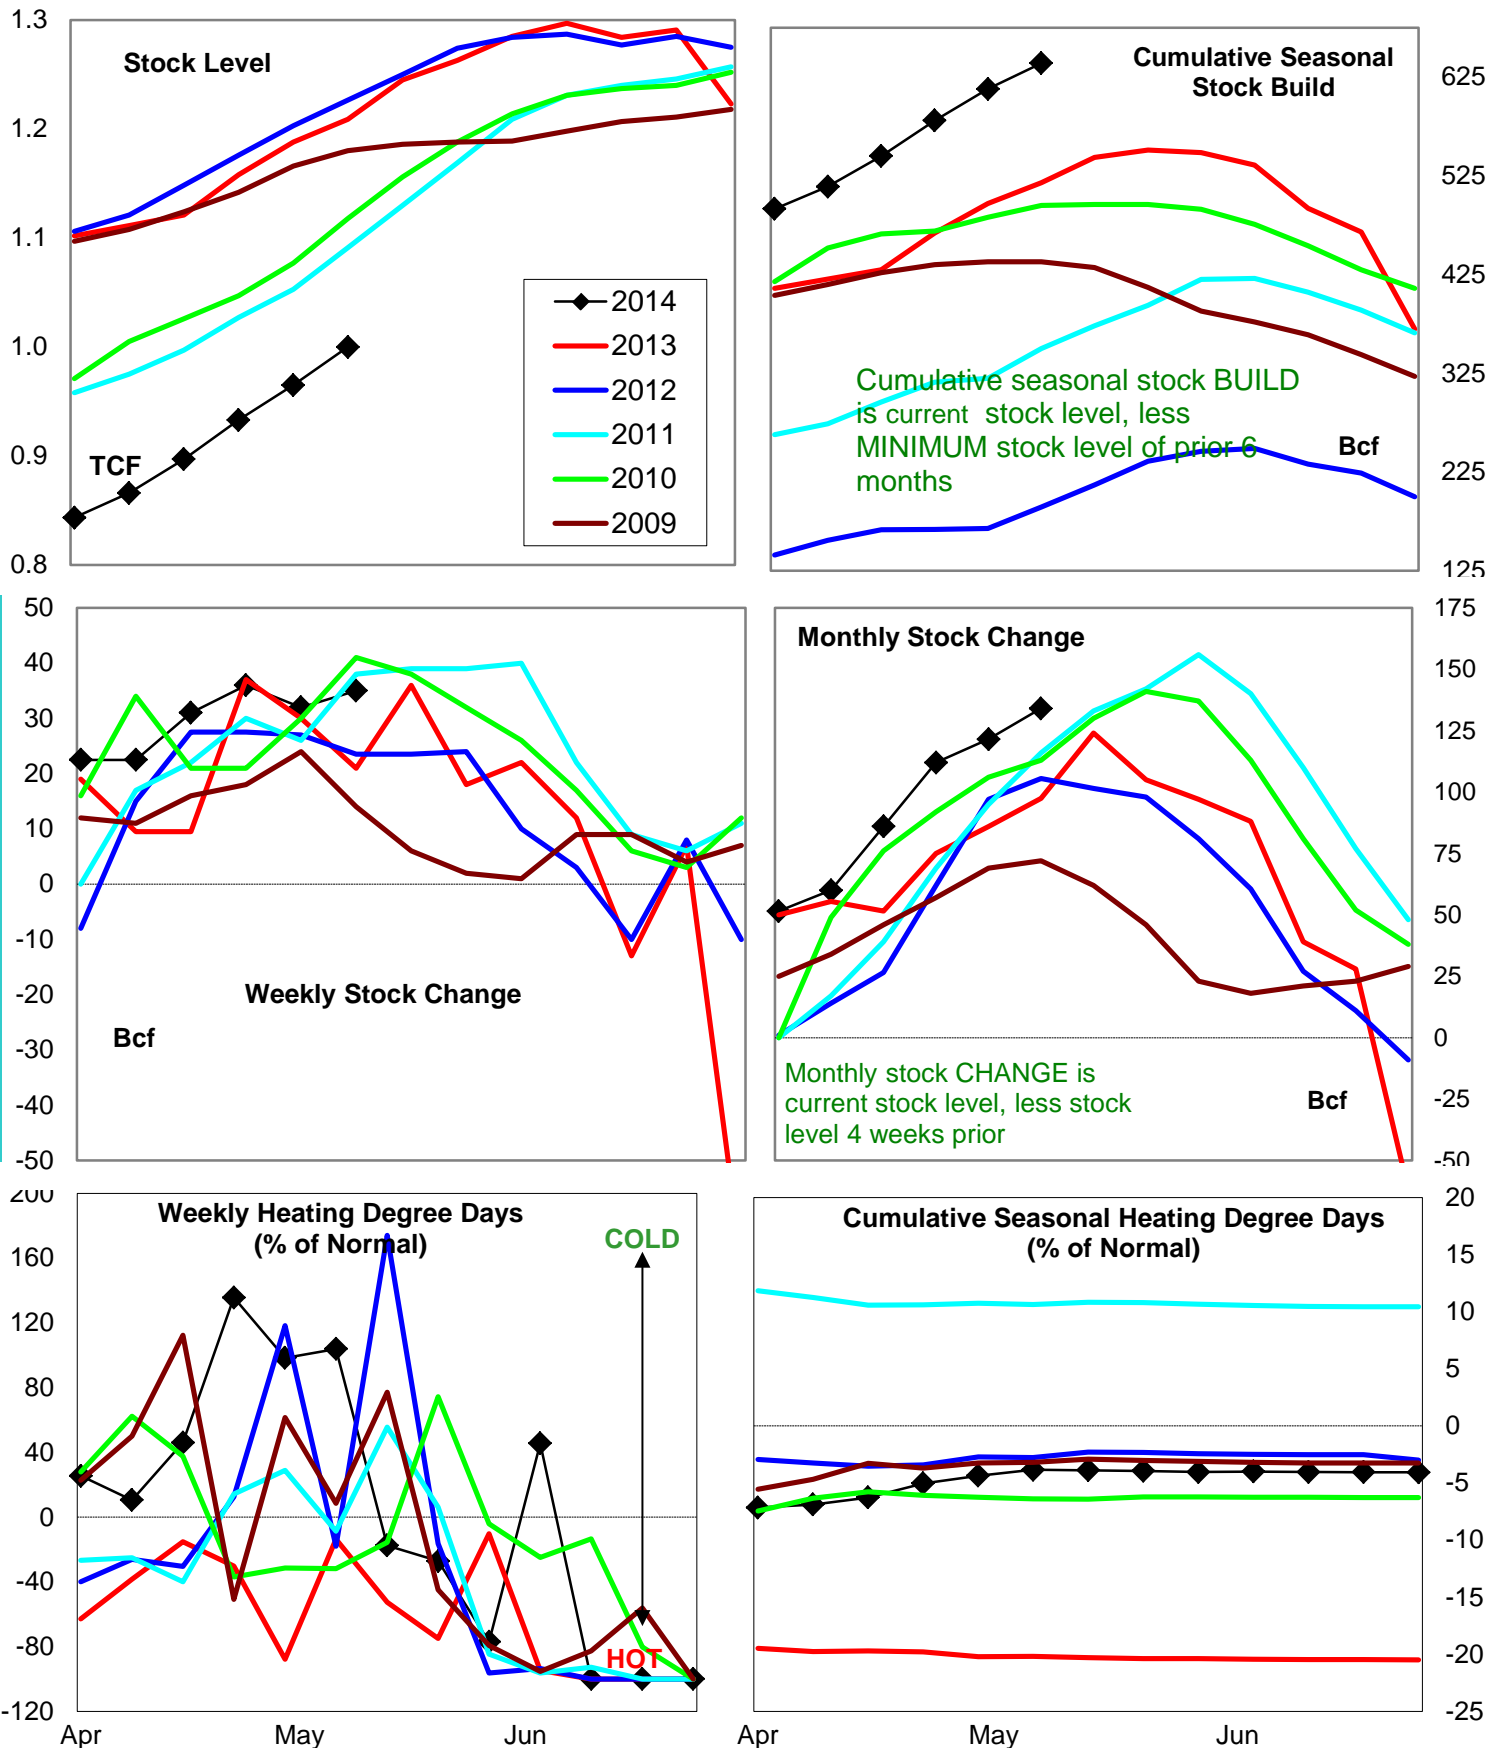 1.3
1.2
1.1
1.0
0.9
0.8
Stock Level
TCF
2014
2013
2012
2011
2010
2009
Cumulative Seasonal
Stock Build
625
525
425
325
225
125
Cumulative seasonal stock BUILD
is current stock level, less
MINIMUM stock level of prior 6
months
Bcf
50
40
30
20
10
0
-10
-20
-30
-40
-50
Weekly Stock Change
Bcf
Monthly Stock Change
175
150
125
100
75
50
25
0
-25
-50
Monthly stock CHANGE is
current stock level, less stock
level 4 weeks prior
Bcf
200
160
120
80
40
0
-40
-80
-120
Weekly Heating Degree Days
(% of Normal)
COLD
HOT
Apr
May
Jun
Cumulative Seasonal Heating Degree Days
(% of Normal)
20
15
10
5
0
-5
-10
-15
-20
-25
Apr
May
Jun